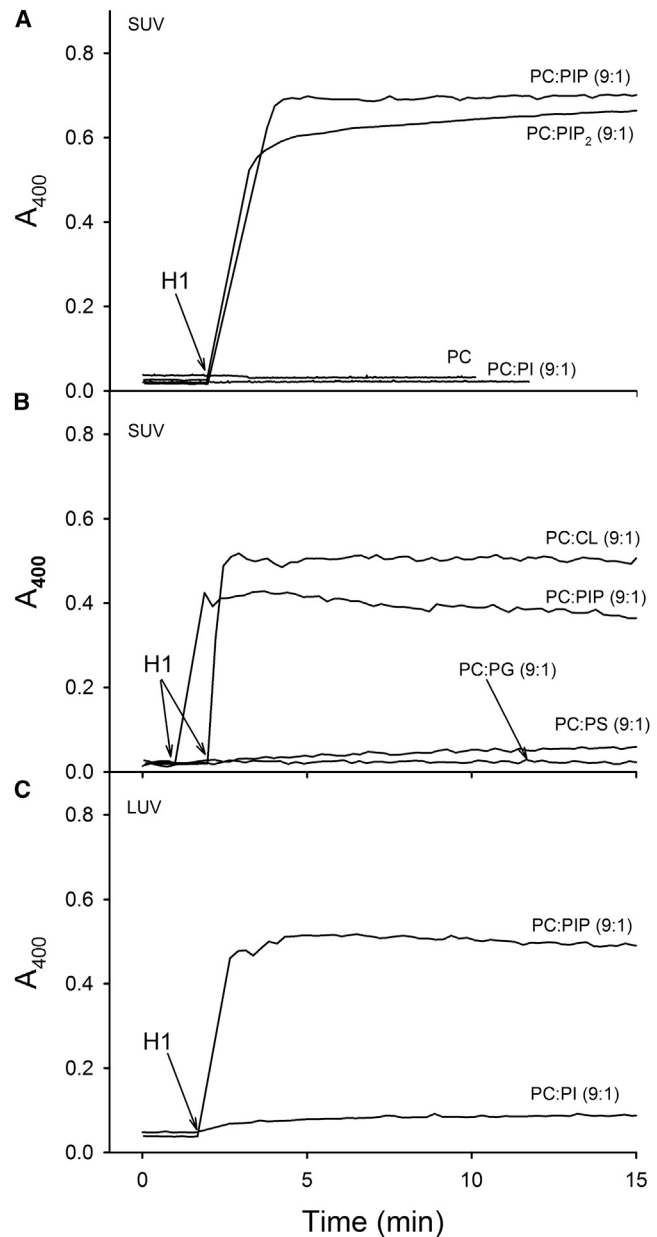 A
SUV
0.8
PC:PIP (9:1)
0.6
PC:PIP₂ (9:1)
A₄₀₀
0.4
H1
0.2
PC
PC:PI (9:1)
0.0
B
SUV
0.8
0.6
PC:CL (9:1)
A₄₀₀
0.4
PC:PIP (9:1)
H1
PC:PG (9:1)
0.2
PC:PS (9:1)
0.0
C
LUV
0.8
0.6
PC:PIP (9:1)
A₄₀₀
0.4
H1
0.2
PC:PI (9:1)
0.0
0 5 10 15
Time (min)